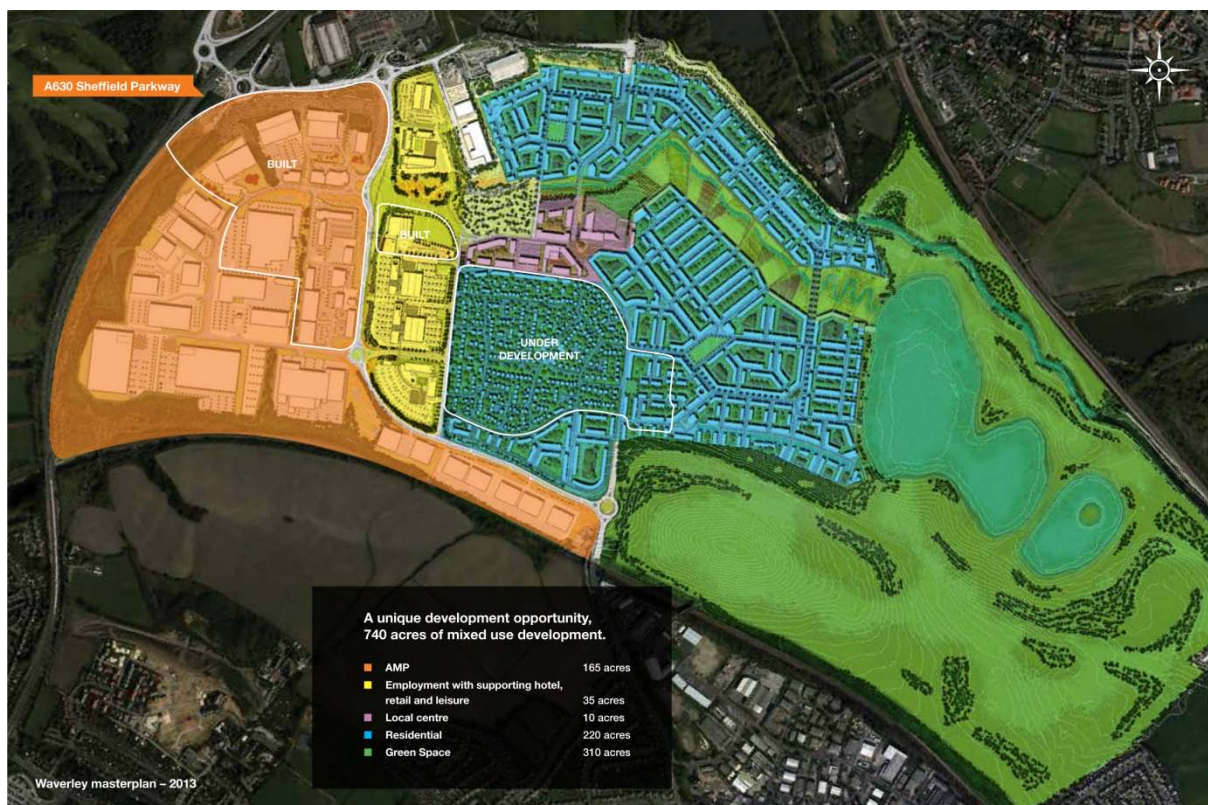 A630 Sheffield Parkway
BUILT
BUILT
UNDER
DEVELOPMENT
A unique development opportunity,
740 acres of mixed use development.
AMP 165 acres
Employment with supporting hotel,
retail and leisure 35 acres
Local centre 10 acres
Residential 220 acres
Green Space 310 acres
Waverley masterplan – 2013